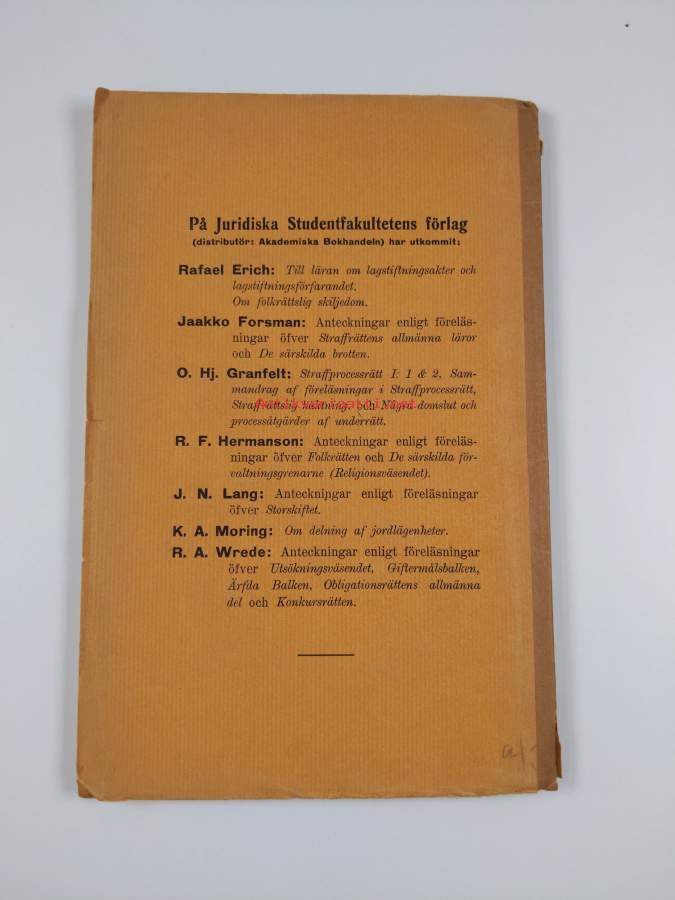 På Juridiska Studentfakultetens förlag
(distributör: Akademiska Bokhandeln) har utkommit:
Rafael Erich: Till läran om lagstiftningsakter och
lagstiftningsförfarandet.
Om folkrättslig skiljedom.
Jaakko Forsman: Anteckningar enligt föreläs-
ningar öfver Straffrättens allmänna läror
och De särskilda brotten.
O. Hj. Granfelt: Straffprocessrätt I: 1 & 2, Sam-
mandrag af föreläsningar i Straffprocessrätt,
Straffrättslig häktning, och Några domslut och
processåtgärder af underrätt.
R. F. Hermanson: Anteckningar enligt föreläs-
ningar öfver Folkrätten och De särskilda för-
valtningsgrenarne (Religionsväsendet).
J. N. Lang: Anteckningar enligt föreläsningar
öfver Storskiftet.
K. A. Moring: Om delning af jordlägenheter.
R. A. Wrede: Anteckningar enligt föreläsningar
öfver Utsökningsväsendet, Giftermålsbalken,
Ärfda Balken, Obligationsrättens allmänna
del och Konkursrätten.